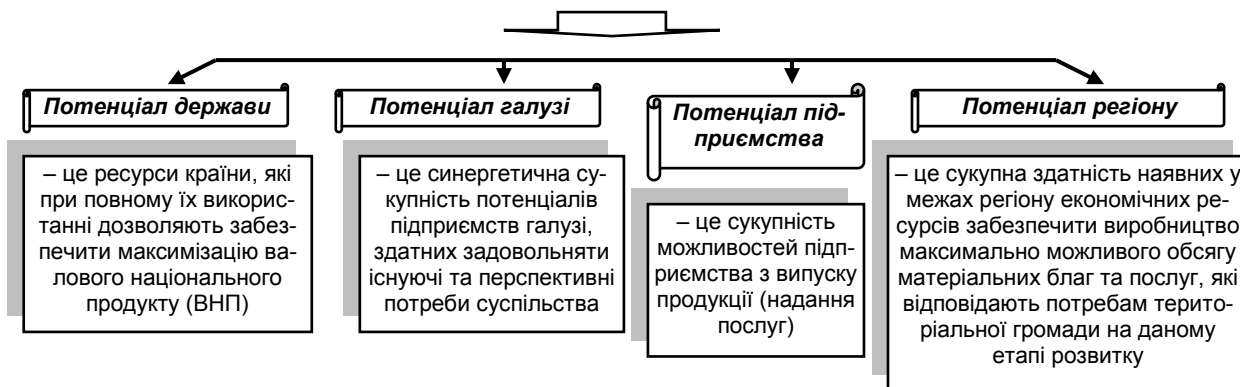 Потенціал держави
– це ресурси країни, які
при повному їх викорис-
танні дозволяють забез-
печити максимізацію ва-
лового національного
продукту (ВНП)
Потенціал галузі
– це синергетична су-
купність потенціалів
підприємств галузі,
здатних задовольняти
існуючі та перспективні
потреби суспільства
Потенціал під-
приємства
– це сукупність
можливостей підп-
риємства з випуску
продукції (надання
послуг)
Потенціал регіону
– це сукупна здатність наявних у
межах регіону економічних ре-
сурсів забезпечити виробництво
максимально можливого обсягу
матеріальних благ та послуг, які
відповідають потребам терито-
ріальної громади на даному
етапі розвитку